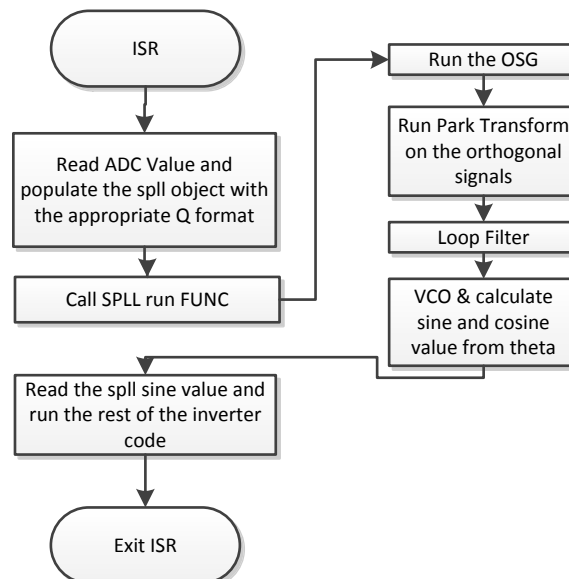 ISR
Read ADC Value and
populate the spll object with
the appropriate Q format
Call SPLL run FUNC
Run the OSG
Run Park Transform
on the orthogonal
signals
Loop Filter
VCO & calculate
sine and cosine
value from theta
Read the spll sine value and
run the rest of the inverter
code
Exit ISR